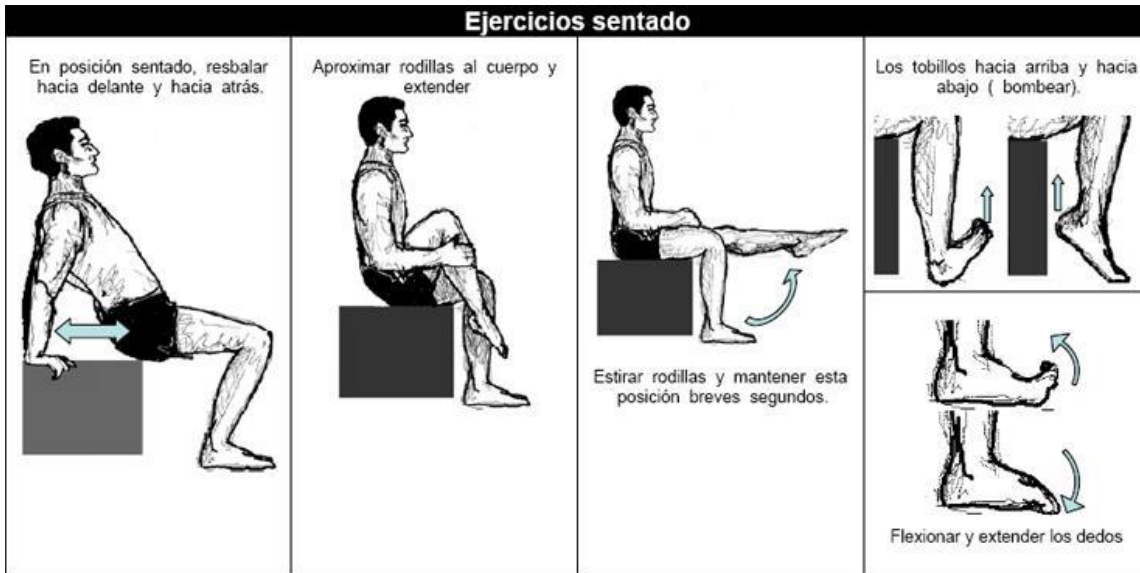 Ejercicios sentado
En posición sentado, resbalar
hacia delante y hacia atrás.
Aproximar rodillas al cuerpo y
extender
Estirar rodillas y mantener esta
posición breves segundos.
Los tobillos hacia arriba y hacia
abajo ( bombear).
Flexionar y extender los dedos